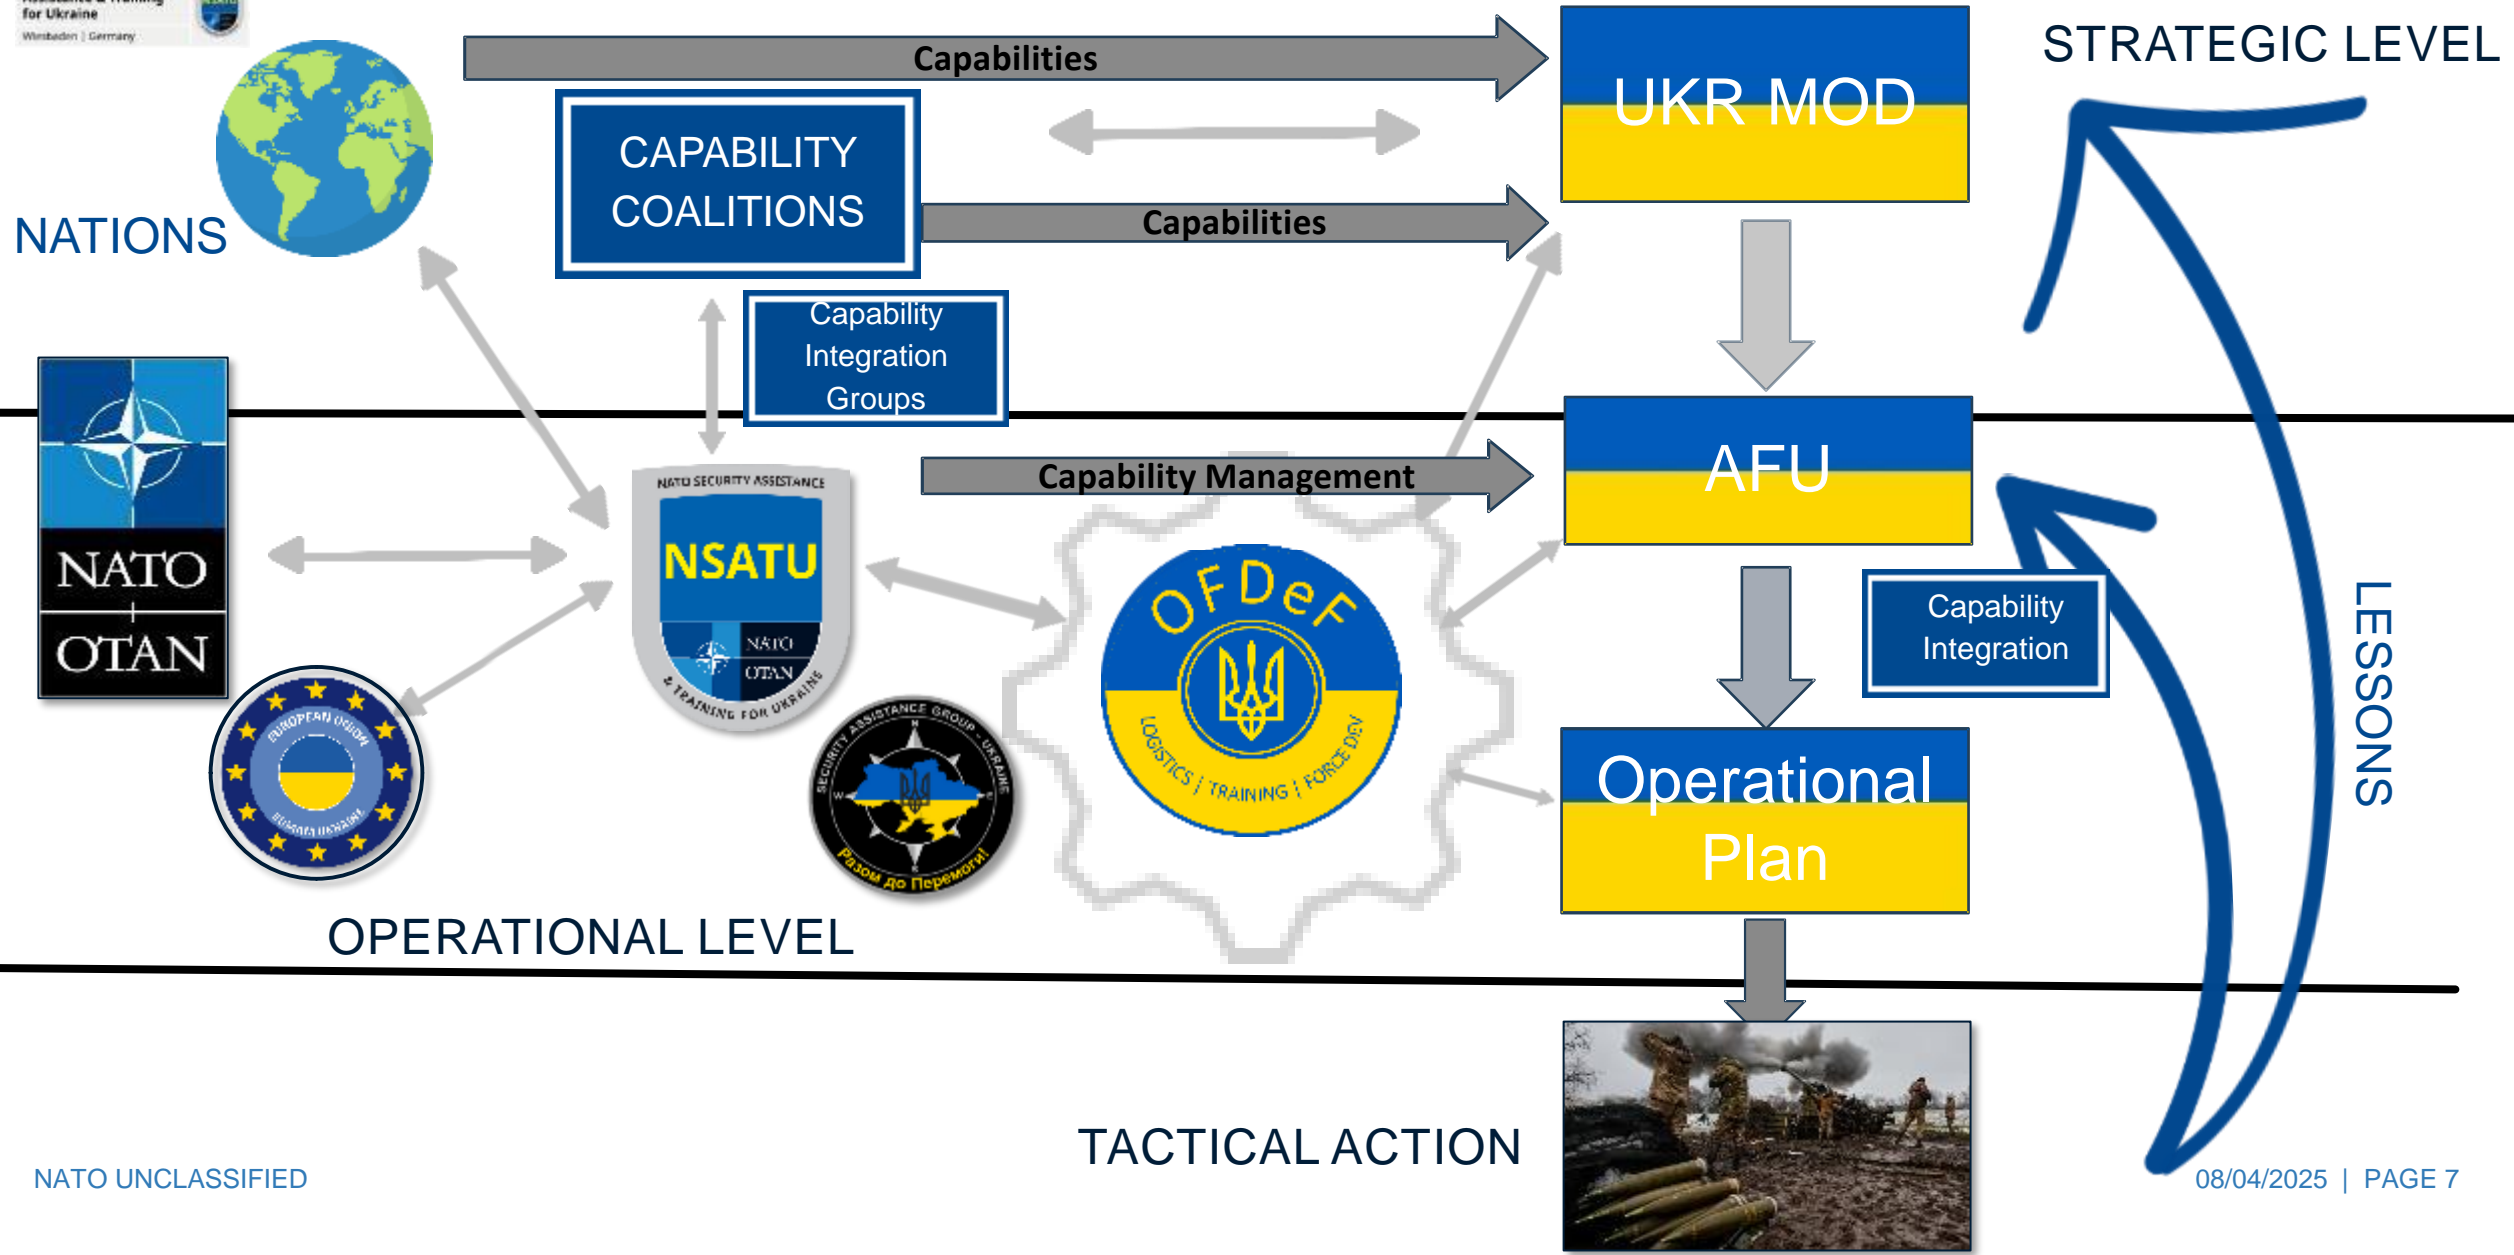 Assistance & Training
for Ukraine
Wiesbaden | Germany
NSATU
STRATEGIC LEVEL
Capabilities
UKR MOD
CAPABILITY
COALITIONS
Capabilities
NATIONS
Capability
Integration
Groups
Capability Management
AFU
NATO
OTAN
NATO SECURITY ASSISTANCE
NSATU
NATO
OTAN
& TRAINING FOR UKRAINE
OFDeF
LOGISTICS | TRAINING | FORCE DEV
Capability
Integration
LESSONS
EUROPEAN UNION
SECURITY ASSISTANCE GROUP - UKRAINE
N
W
E
S
Разом до Перемоги!
Operational
Plan
OPERATIONAL LEVEL
TACTICAL ACTION
NATO UNCLASSIFIED
08/04/2025 | PAGE 7